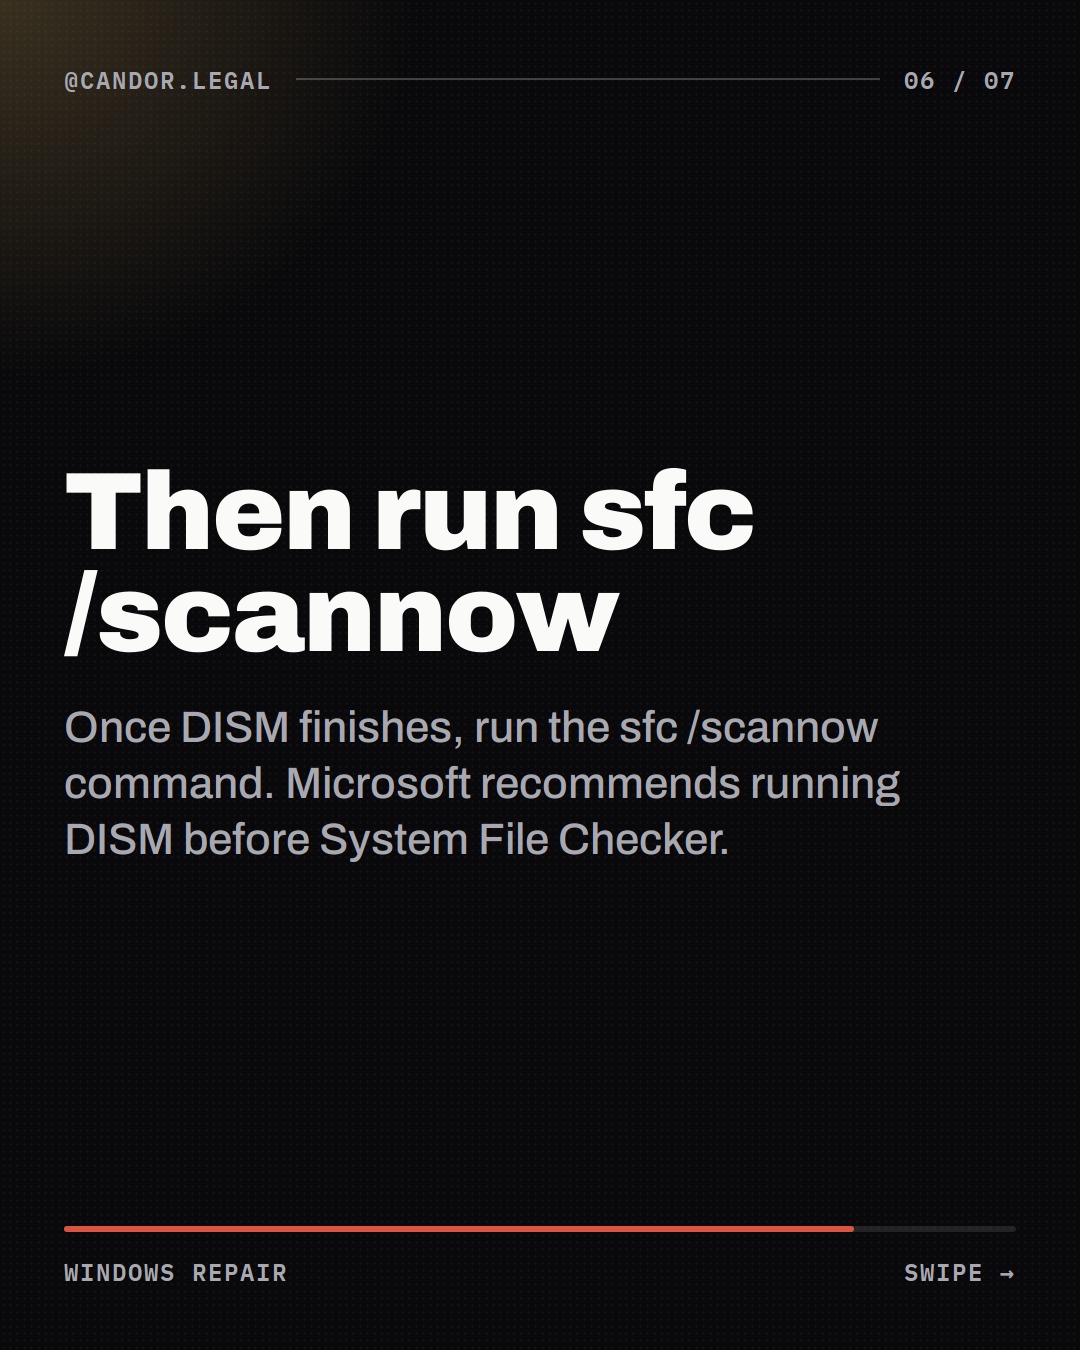 @CANDOR.LEGAL
06 / 07
Then run sfc
/scannow
Once DISM finishes, run the sfc /scannow
command. Microsoft recommends running
DISM before System File Checker.
WINDOWS REPAIR
SWIPE →